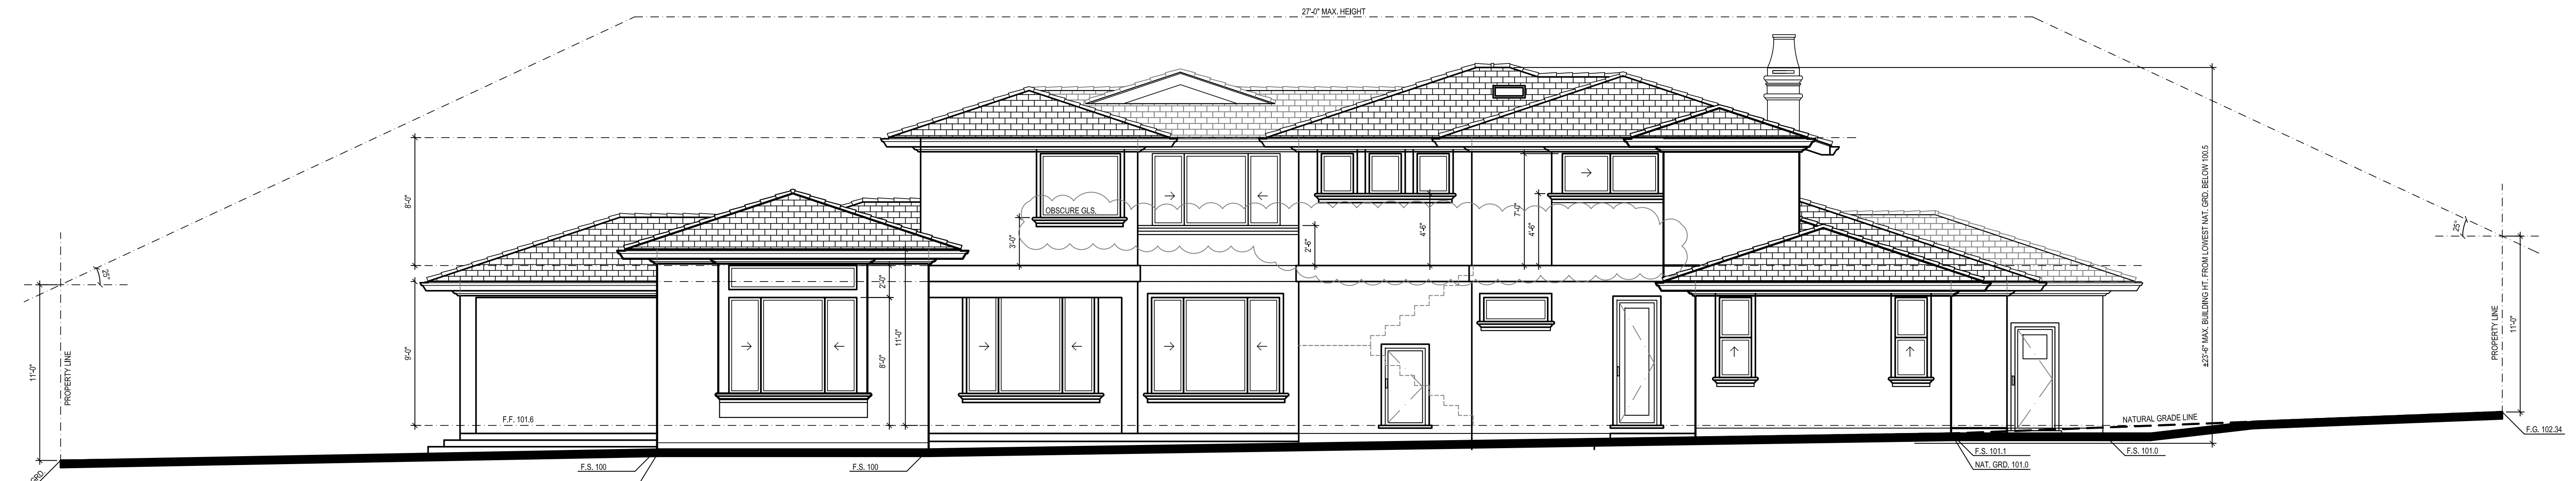 27'-0" MAX. HEIGHT
25°
25°
8'-0"
OBSCURE GLS.
3'-0"
2'-6"
4'-6"
7'-0"
4'-6"
±23'-6" MAX. BUILDING HT. FROM LOWEST NAT. GRD. BELOW 100.5
2'-0"
11'-0"
8'-0"
9'-0"
11'-0"
PROPERTY LINE
PROPERTY LINE
11'-0"
F.F. 101.6
NATURAL GRADE LINE
F.G. 102.34
GRD.
F.S. 100
F.S. 100
F.S. 101.1
NAT. GRD. 101.0
F.S. 101.0